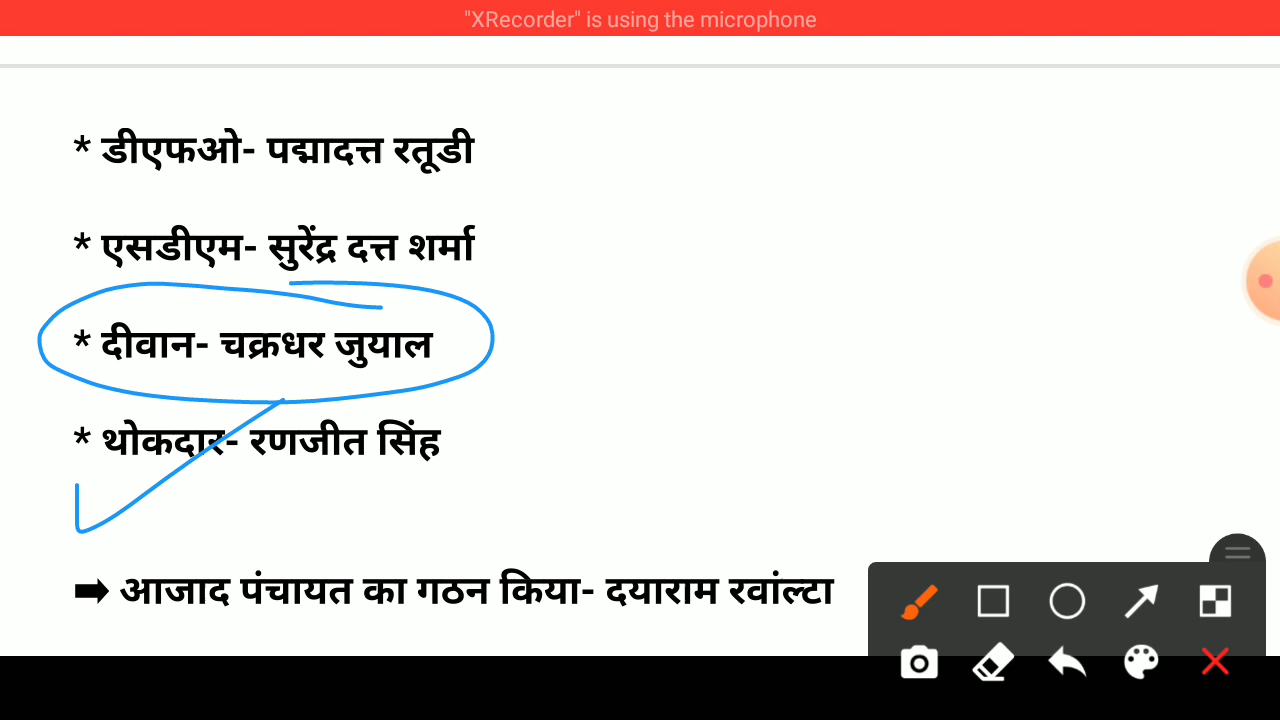 "XRecorder" is using the microphone
* डीएफओ- पद्मादत्त रतूडी
* एसडीएम- सुरेंद्र दत्त शर्मा
* दीवान- चक्रधर जुयाल
* थोकदार- रणजीत सिंह
➡ आजाद पंचायत का गठन किया- दयाराम रवांल्टा